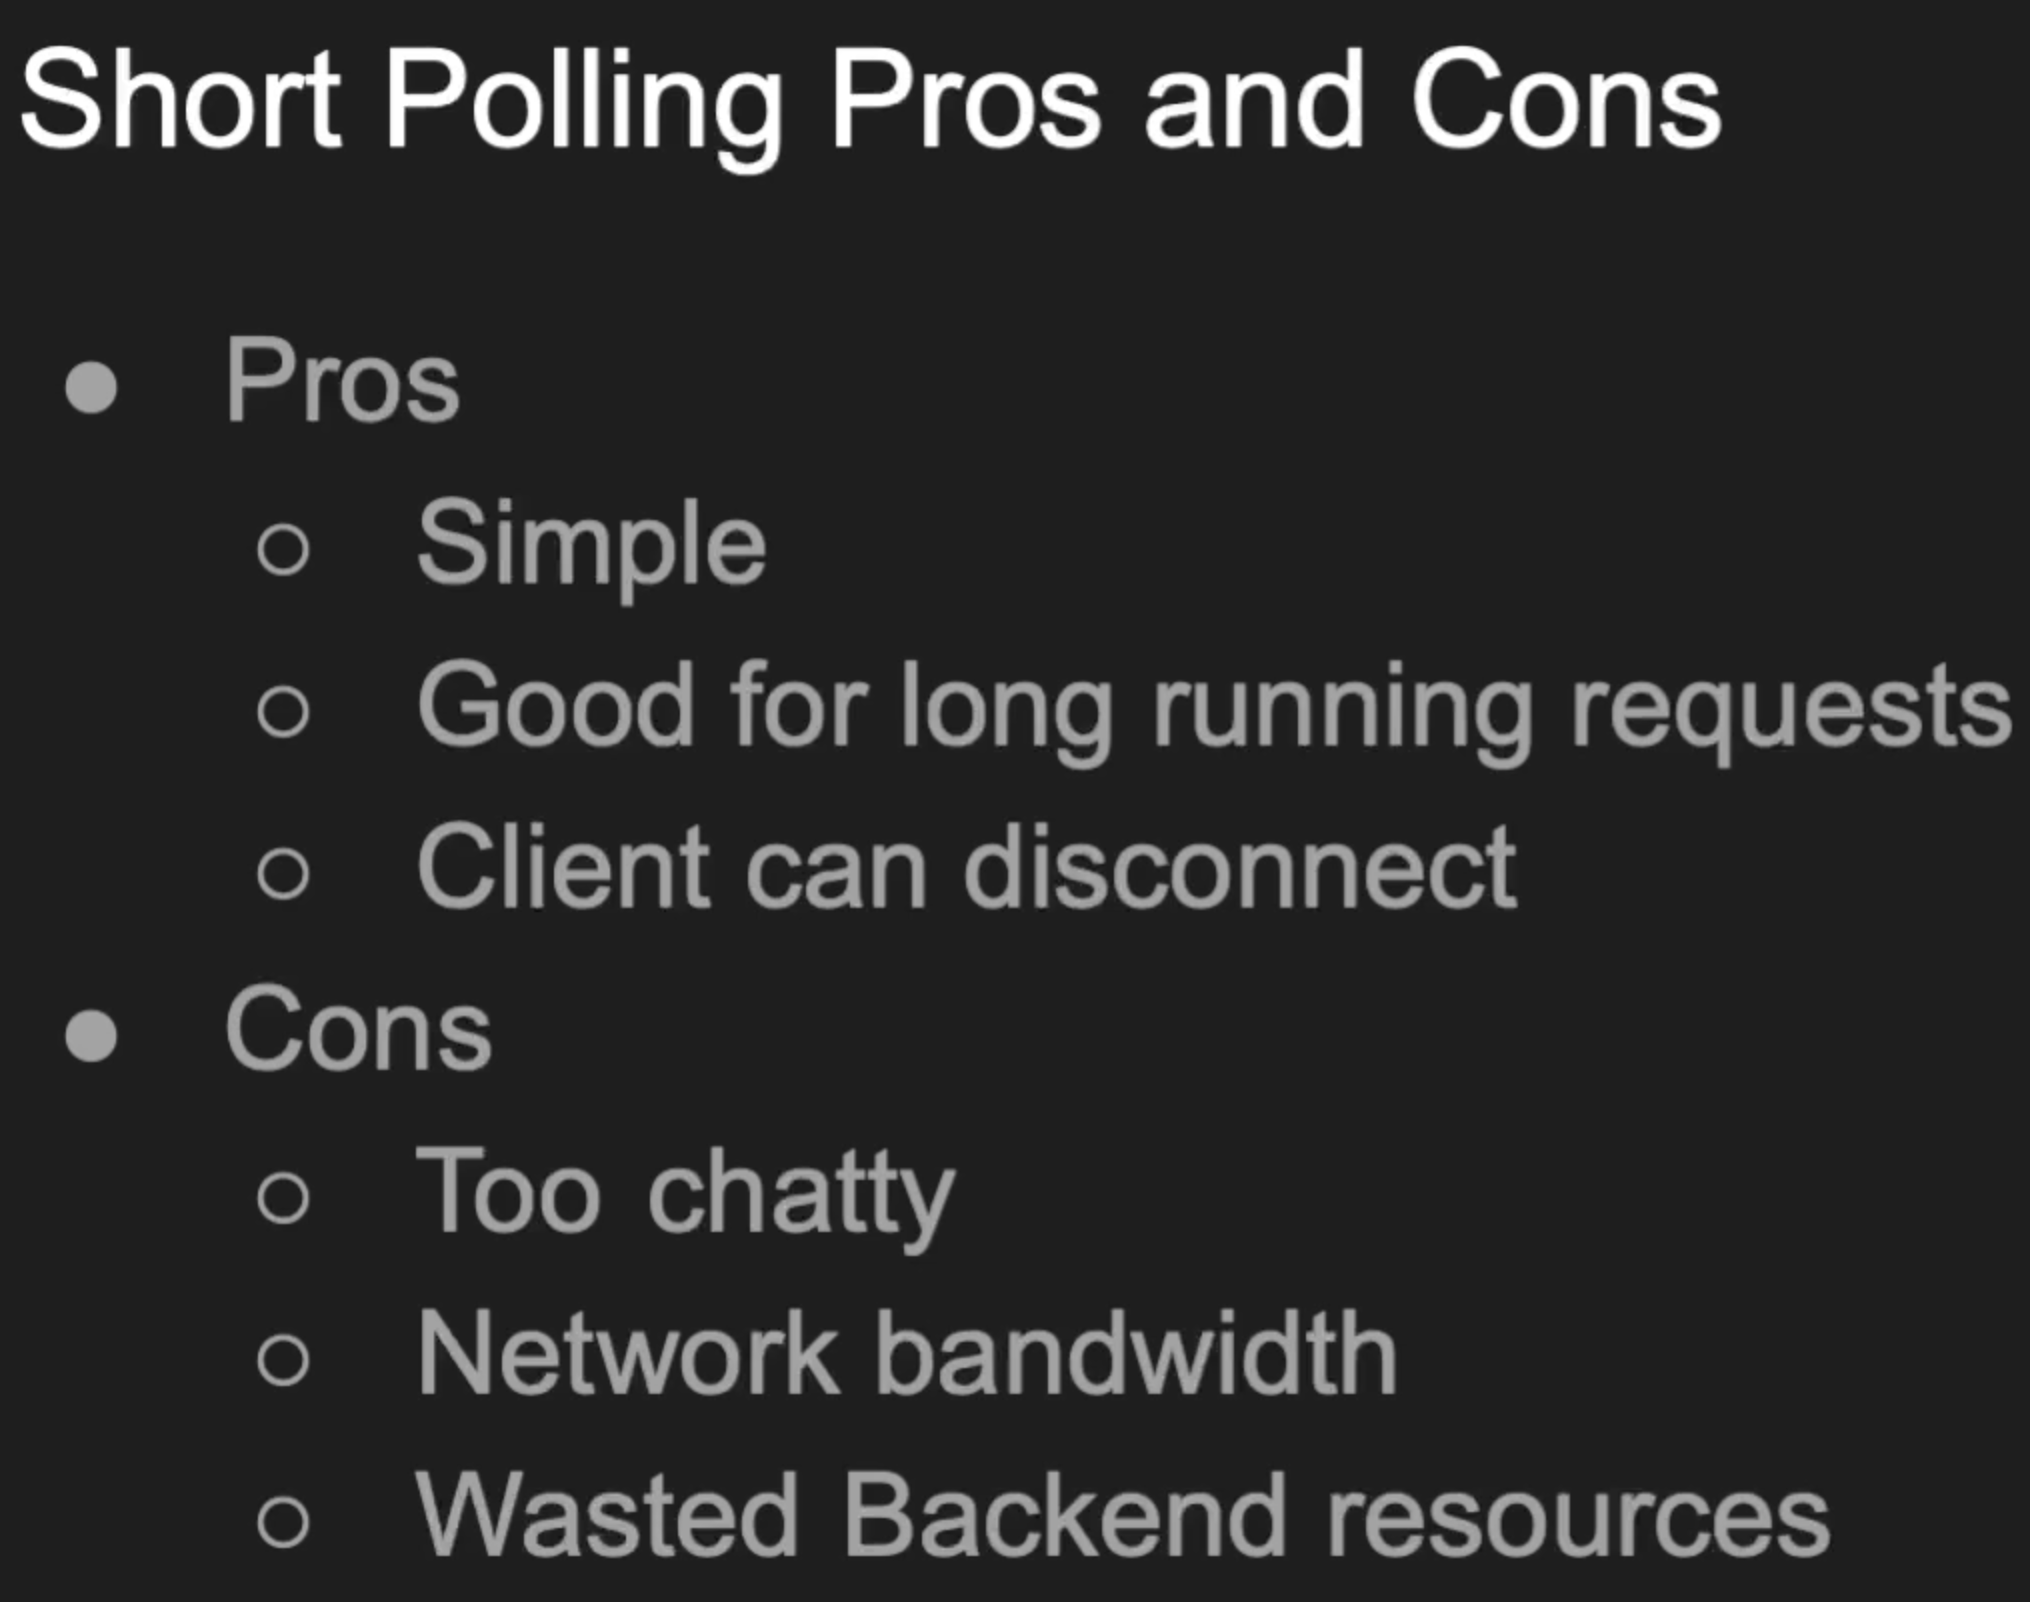 Short Polling Pros and Cons
● Pros
○ Simple
○ Good for long running requests
○ Client can disconnect
● Cons
○ Too chatty
○ Network bandwidth
○ Wasted Backend resources